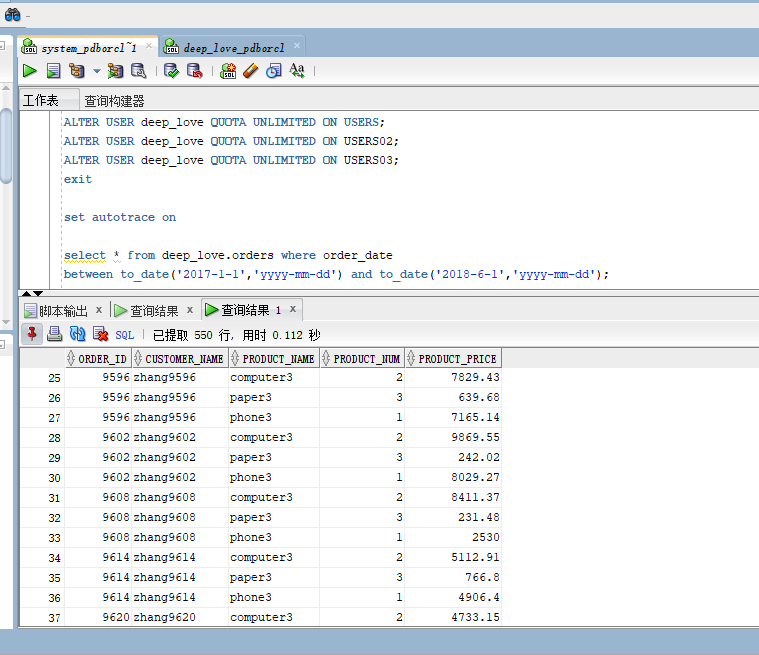 system_pdborcl~1 deep_love_pdborcl
工作表 查询构建器
ALTER USER deep_love QUOTA UNLIMITED ON USERS;
ALTER USER deep_love QUOTA UNLIMITED ON USERS02;
ALTER USER deep_love QUOTA UNLIMITED ON USERS03;
exit
set autotrace on
select * from deep_love.orders where order_date
between to_date('2017-1-1','yyyy-mm-dd') and to_date('2018-6-1','yyyy-mm-dd');
脚本输出 x 查询结果 x 查询结果 1 x
SQL | 已提取 550 行, 用时 0.112 秒
ORDER_ID CUSTOMER_NAME PRODUCT_NAME PRODUCT_NUM PRODUCT_PRICE
25 9596 zhang9596 computer3 2 7829.43
26 9596 zhang9596 paper3 3 639.68
27 9596 zhang9596 phone3 1 7165.14
28 9602 zhang9602 computer3 2 9869.55
29 9602 zhang9602 paper3 3 242.02
30 9602 zhang9602 phone3 1 8029.27
31 9608 zhang9608 computer3 2 8411.37
32 9608 zhang9608 paper3 3 231.48
33 9608 zhang9608 phone3 1 2530
34 9614 zhang9614 computer3 2 5112.91
35 9614 zhang9614 paper3 3 766.8
36 9614 zhang9614 phone3 1 4906.4
37 9620 zhang9620 computer3 2 4733.15